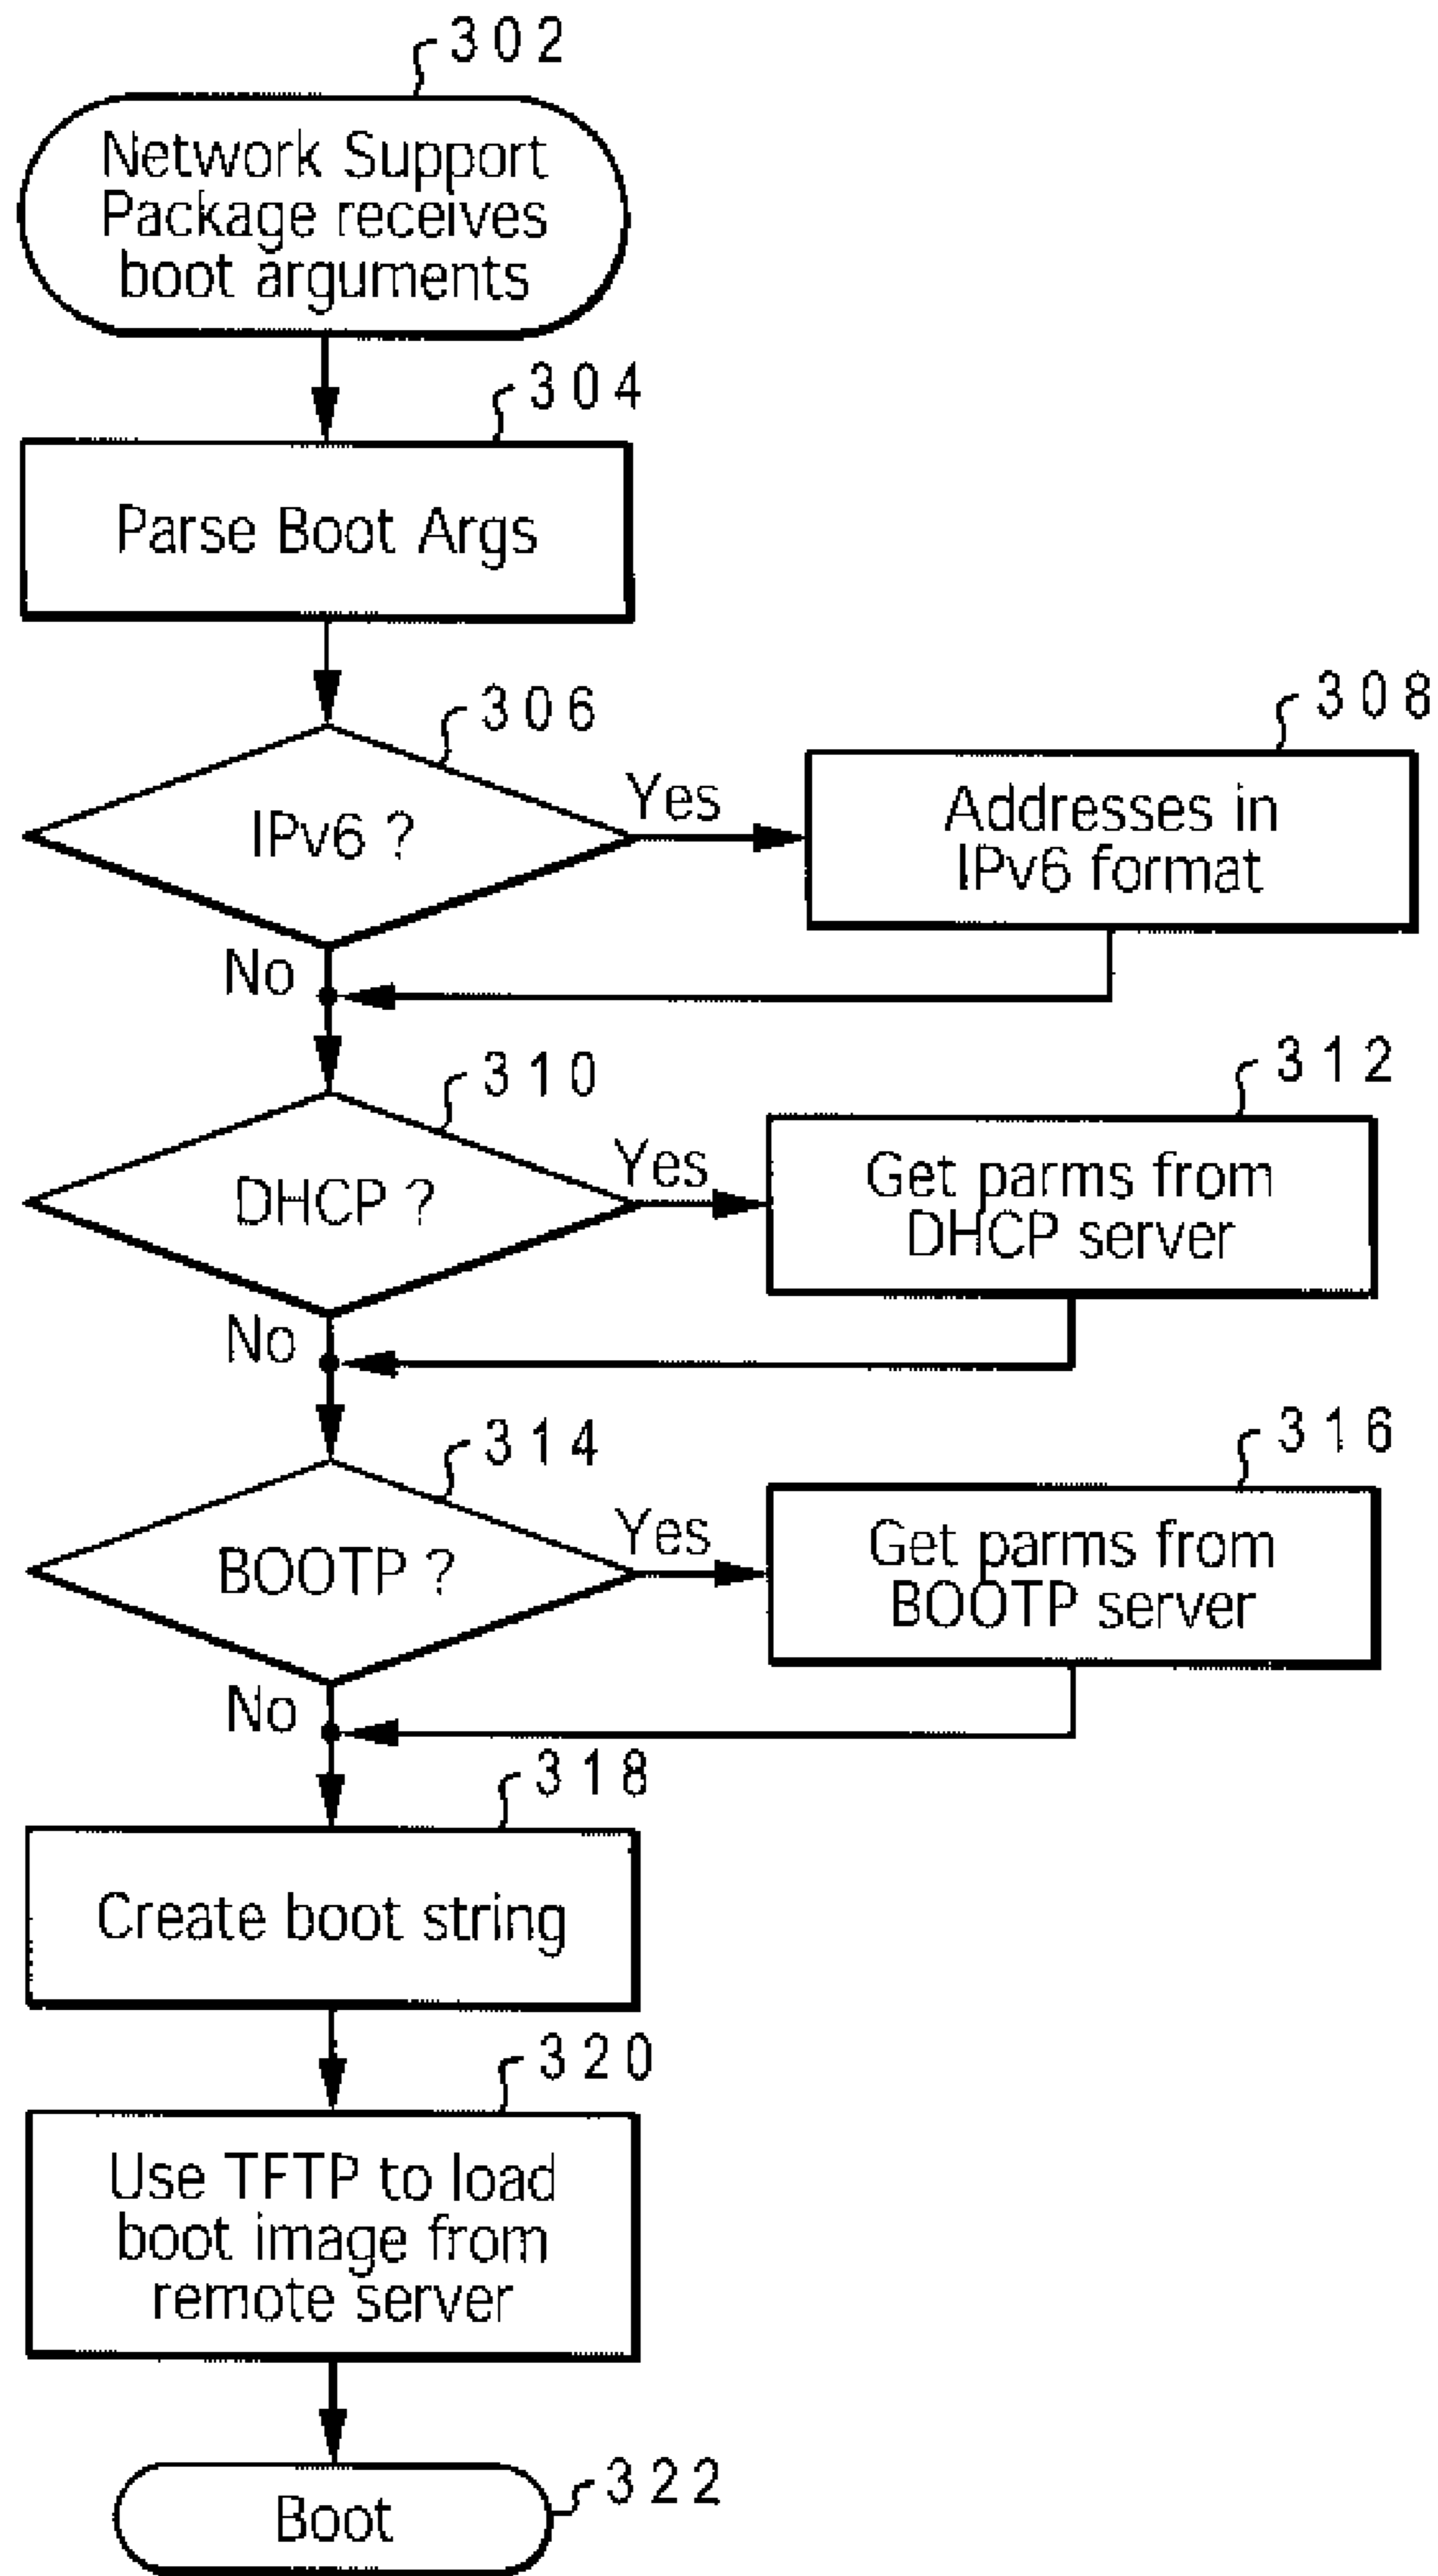 302
Network Support
Package receives
boot arguments
304
Parse Boot Args
306
IPv6 ?
Yes
308
Addresses in
IPv6 format
No
310
DHCP ?
Yes
312
Get parms from
DHCP server
No
314
BOOTP ?
Yes
316
Get parms from
BOOTP server
No
318
Create boot string
320
Use TFTP to load
boot image from
remote server
322
Boot